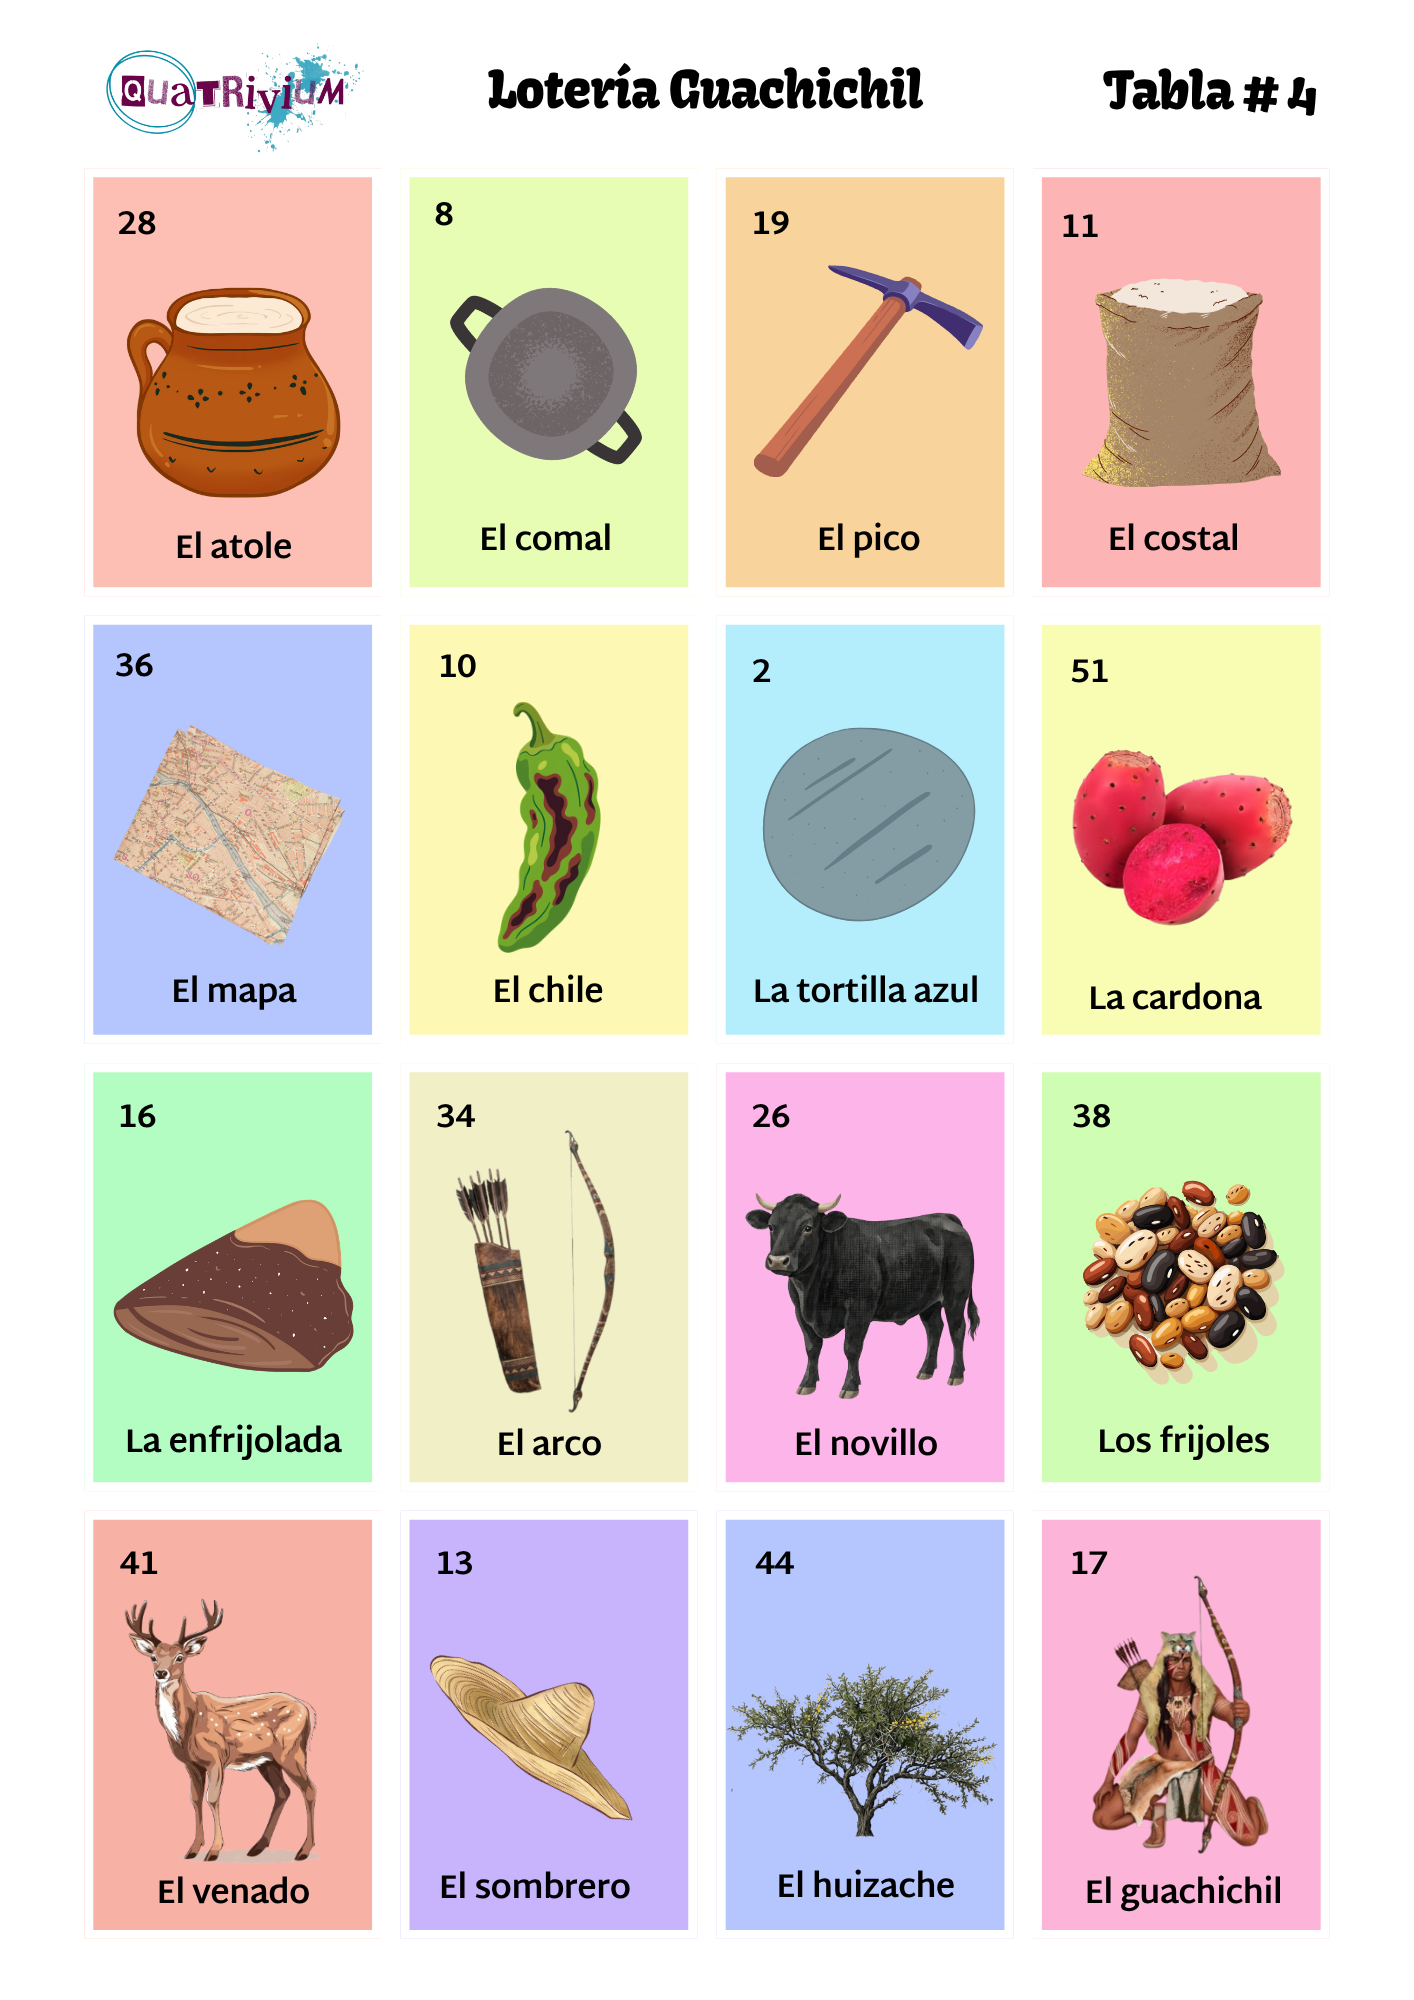 QUATRiViUM
Lotería Guachichil
Tabla # 4
28
El atole
8
El comal
19
El pico
11
El costal
36
El mapa
10
El chile
2
La tortilla azul
51
La cardona
16
La enfrijolada
34
El arco
26
El novillo
38
Los frijoles
41
El venado
13
El sombrero
44
El huizache
17
El guachichil